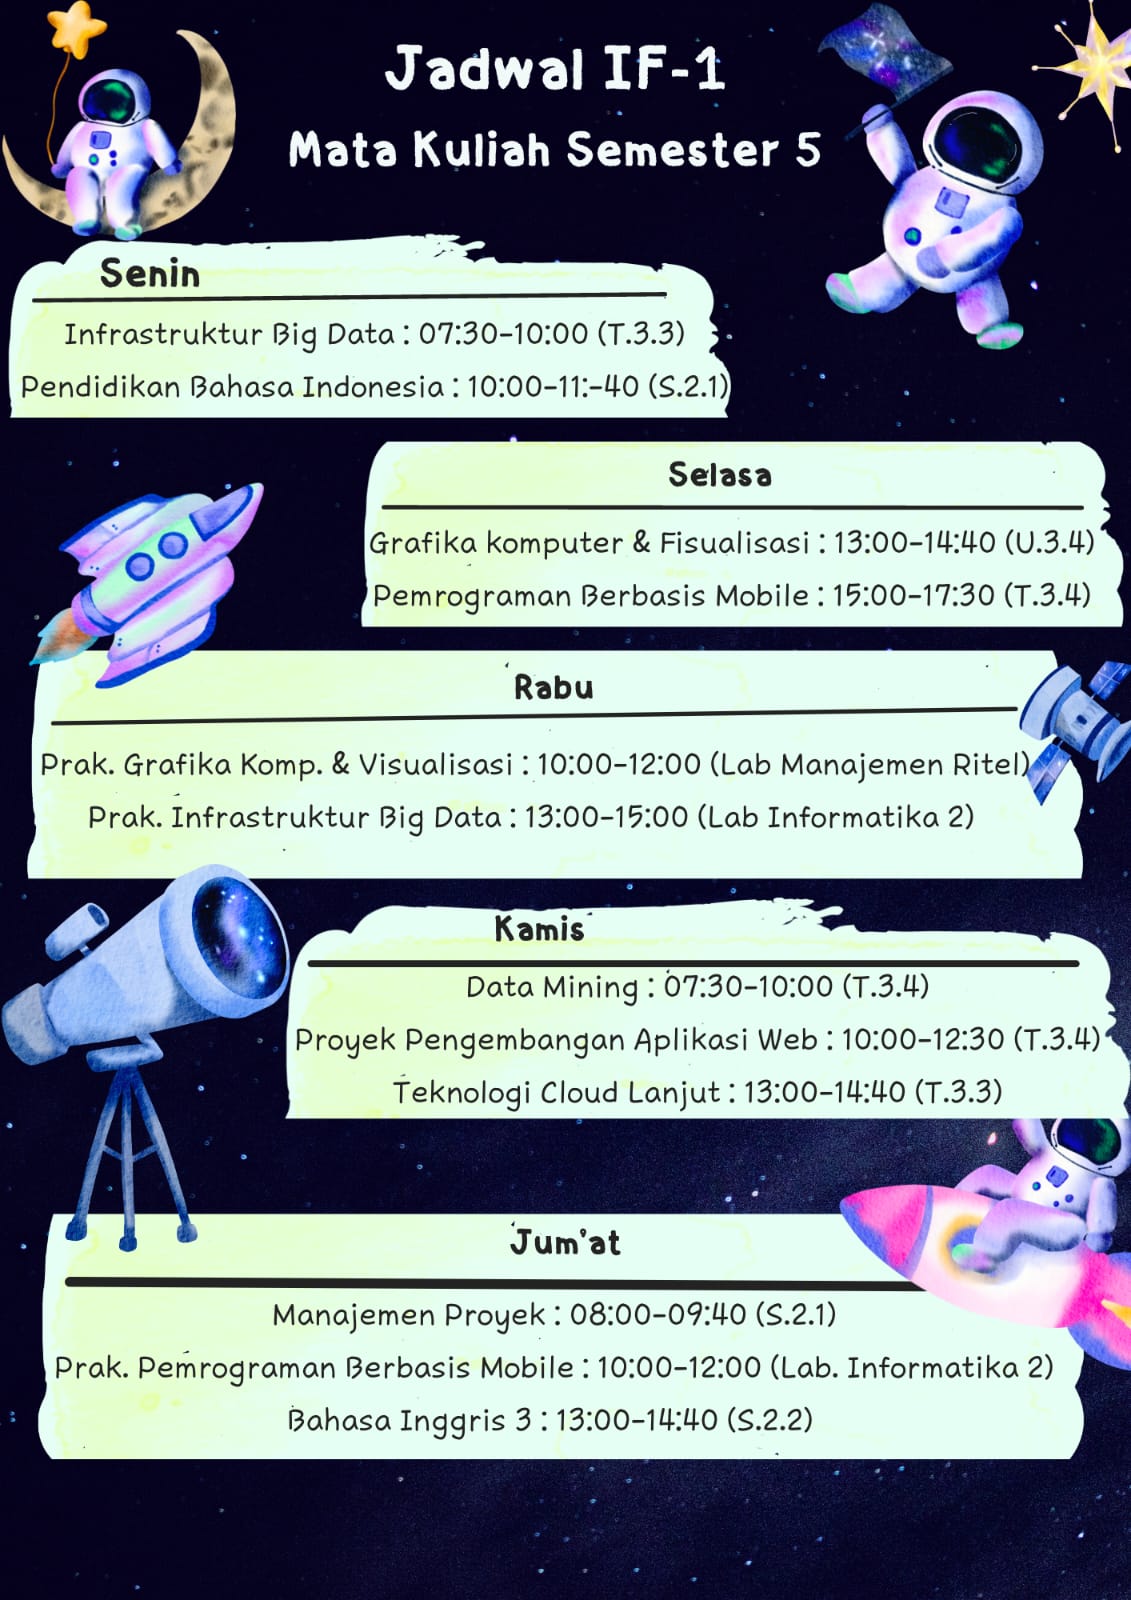 Jadwal IF-1
Mata Kuliah Semester 5
Senin
Infrastruktur Big Data : 07:30-10:00 (T.3.3)
Pendidikan Bahasa Indonesia : 10:00-11:-40 (S.2.1)
Selasa
Grafika komputer & Fisualisasi : 13:00-14:40 (U.3.4)
Pemrograman Berbasis Mobile : 15:00-17:30 (T.3.4)
Rabu
Prak. Grafika Komp. & Visualisasi : 10:00-12:00 (Lab Manajemen Ritel)
Prak. Infrastruktur Big Data : 13:00-15:00 (Lab Informatika 2)
Kamis
Data Mining : 07:30-10:00 (T.3.4)
Proyek Pengembangan Aplikasi Web : 10:00-12:30 (T.3.4)
Teknologi Cloud Lanjut : 13:00-14:40 (T.3.3)
Jum'at
Manajemen Proyek : 08:00-09:40 (S.2.1)
Prak. Pemrograman Berbasis Mobile : 10:00-12:00 (Lab. Informatika 2)
Bahasa Inggris 3 : 13:00-14:40 (S.2.2)